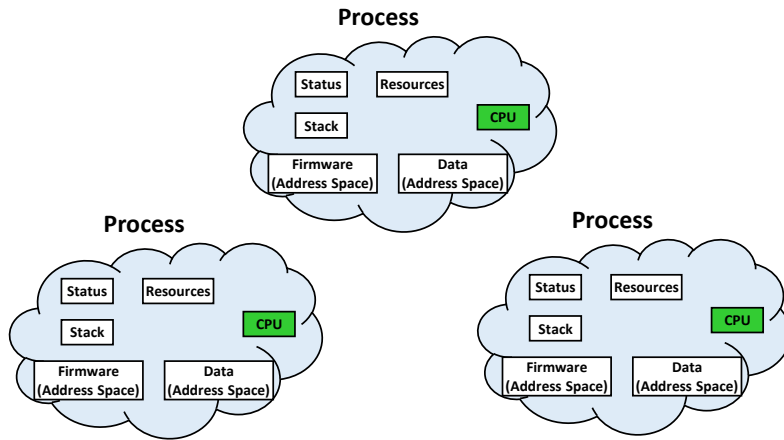 Process
Status
Resources
Stack
CPU
Firmware
(Address Space)
Data
(Address Space)
Process
Status
Resources
Stack
CPU
Firmware
(Address Space)
Data
(Address Space)
Process
Status
Resources
Stack
CPU
Firmware
(Address Space)
Data
(Address Space)